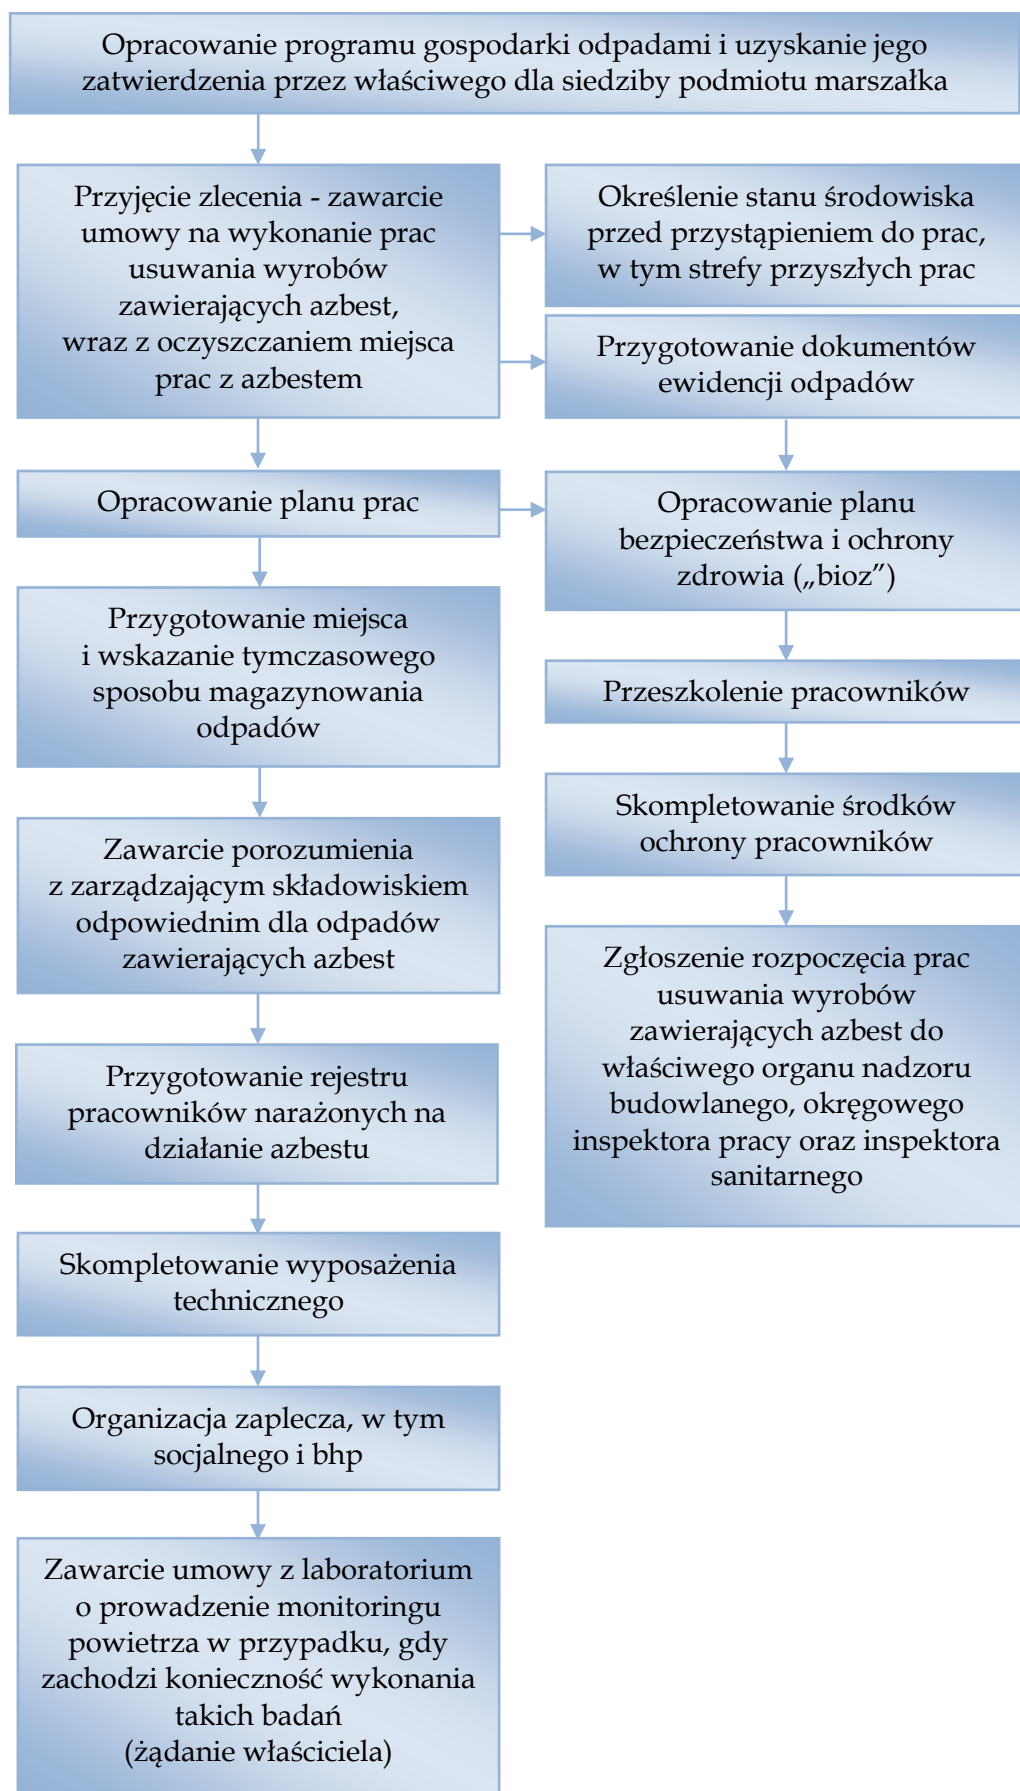 Opracowanie programu gospodarki odpadami i uzyskanie jego
zatwierdzenia przez właściwego dla siedziby podmiotu marszałka
Przyjęcie zlecenia - zawarcie
umowy na wykonanie prac
usuwania wyrobów
zawierających azbest,
wraz z oczyszczaniem miejsca
prac z azbestem
Określenie stanu środowiska
przed przystąpieniem do prac,
w tym strefy przyszłych prac
Przygotowanie dokumentów
ewidencji odpadów
Opracowanie planu prac
Opracowanie planu
bezpieczeństwa i ochrony
zdrowia („bioz”)
Przygotowanie miejsca
i wskazanie tymczasowego
sposobu magazynowania
odpadów
Przeszkolenie pracowników
Skompletowanie środków
ochrony pracowników
Zawarcie porozumienia
z zarządzającym składowiskiem
odpowiednim dla odpadów
zawierających azbest
Zgłoszenie rozpoczęcia prac
usuwania wyrobów
zawierających azbest do
właściwego organu nadzoru
budowlanego, okręgowego
inspektora pracy oraz inspektora
sanitarnego
Przygotowanie rejestru
pracowników narażonych na
działanie azbestu
Skompletowanie wyposażenia
technicznego
Organizacja zaplecza, w tym
socjalnego i bhp
Zawarcie umowy z laboratorium
o prowadzenie monitoringu
powietrza w przypadku, gdy
zachodzi konieczność wykonania
takich badań
(żądanie właściciela)